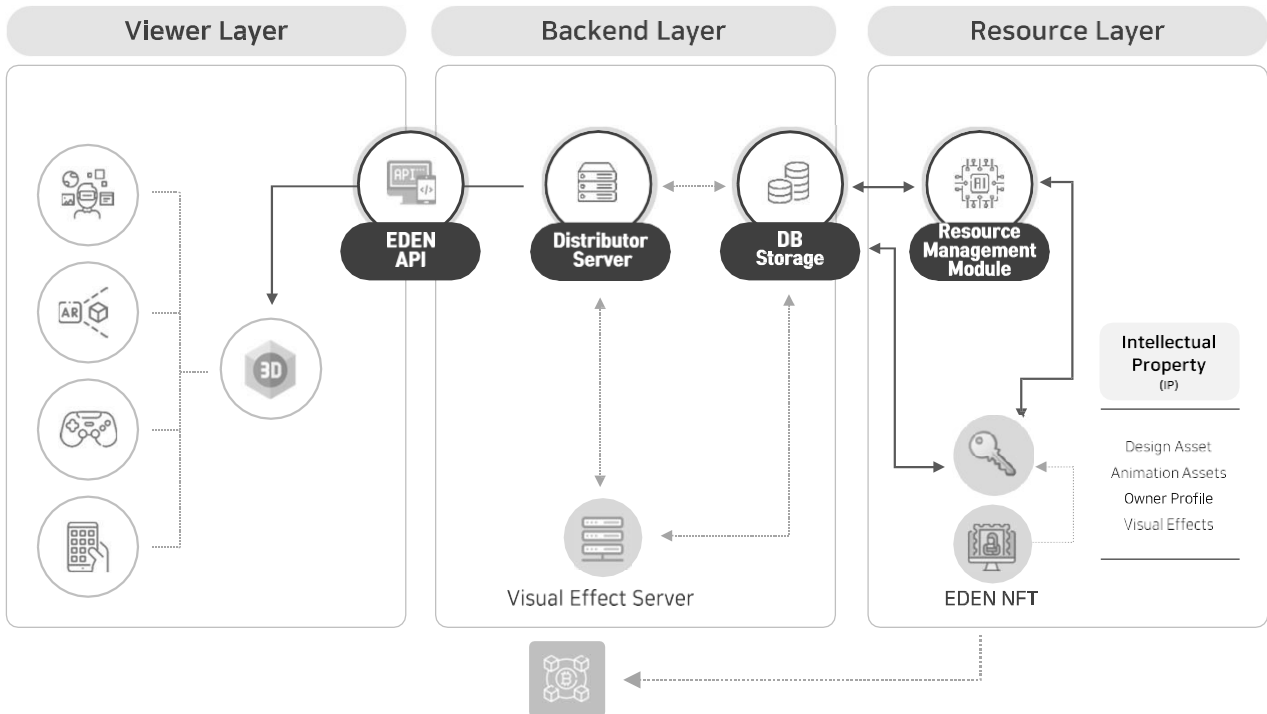 Viewer Layer
Backend Layer
Resource Layer
API
</>
EDEN
API
Distributor
Server
DB
Storage
AI
Resource
Management
Module
AR
3D
Intellectual
Property
(IP)
Design Asset
Animation Assets
Owner Profile
Visual Effects
Visual Effect Server
EDEN NFT